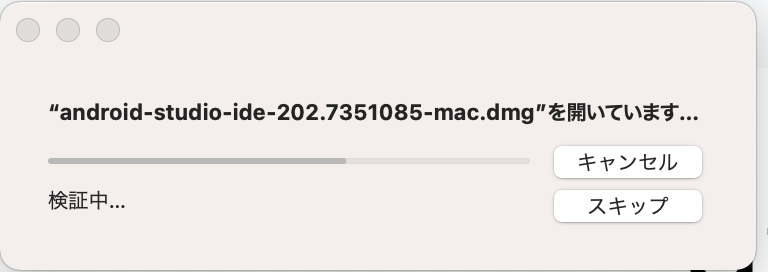 “android-studio-ide-202.7351085-mac.dmg”を開いています...
キャンセル
検証中...
スキップ